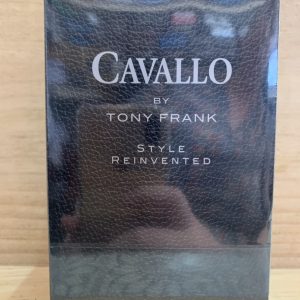 CAVALLO
BY
TONY FRANK
STYLE
REINVENTED